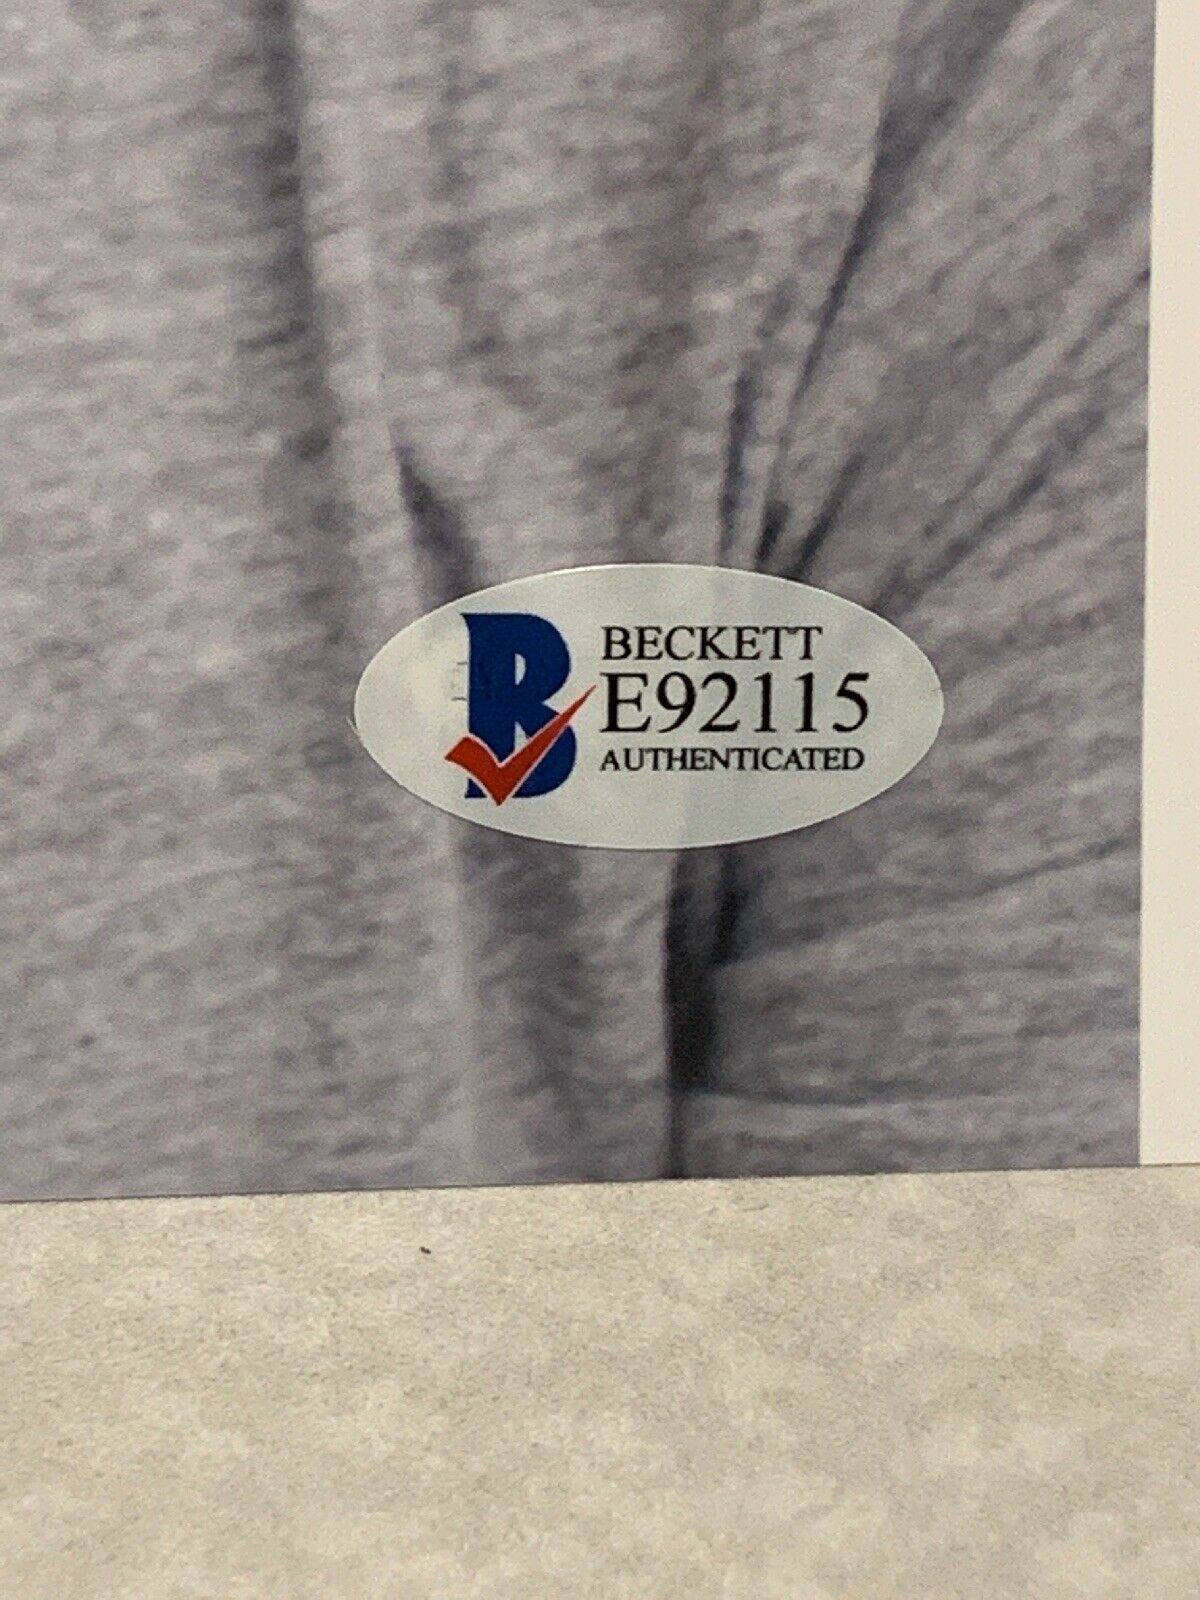 B
BECKETT
E92115
AUTHENTICATED